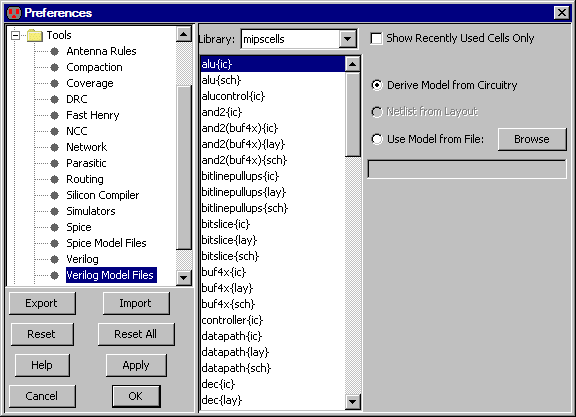 Preferences
Tools
Antenna Rules
Compaction
Coverage
DRC
Fast Henry
NCC
Network
Parasitic
Routing
Silicon Compiler
Simulators
Spice
Spice Model Files
Verilog
Verilog Model Files
Export
Import
Reset
Reset All
Help
Apply
Cancel
OK
Library: mipscells
alu{ic}
alu{sch}
alucontrol{ic}
and2{ic}
and2(buf4x){ic}
and2(buf4x){lay}
and2(buf4x){sch}
bitlinepullups{ic}
bitlinepullups{lay}
bitlinepullups{sch}
bitslice{ic}
bitslice{lay}
bitslice{sch}
buf4x{ic}
buf4x{lay}
buf4x{sch}
controller{ic}
datapath{ic}
datapath{lay}
datapath{sch}
dec{ic}
dec{lay}
Show Recently Used Cells Only
Derive Model from Circuitry
Netlist from Layout
Use Model from File: Browse